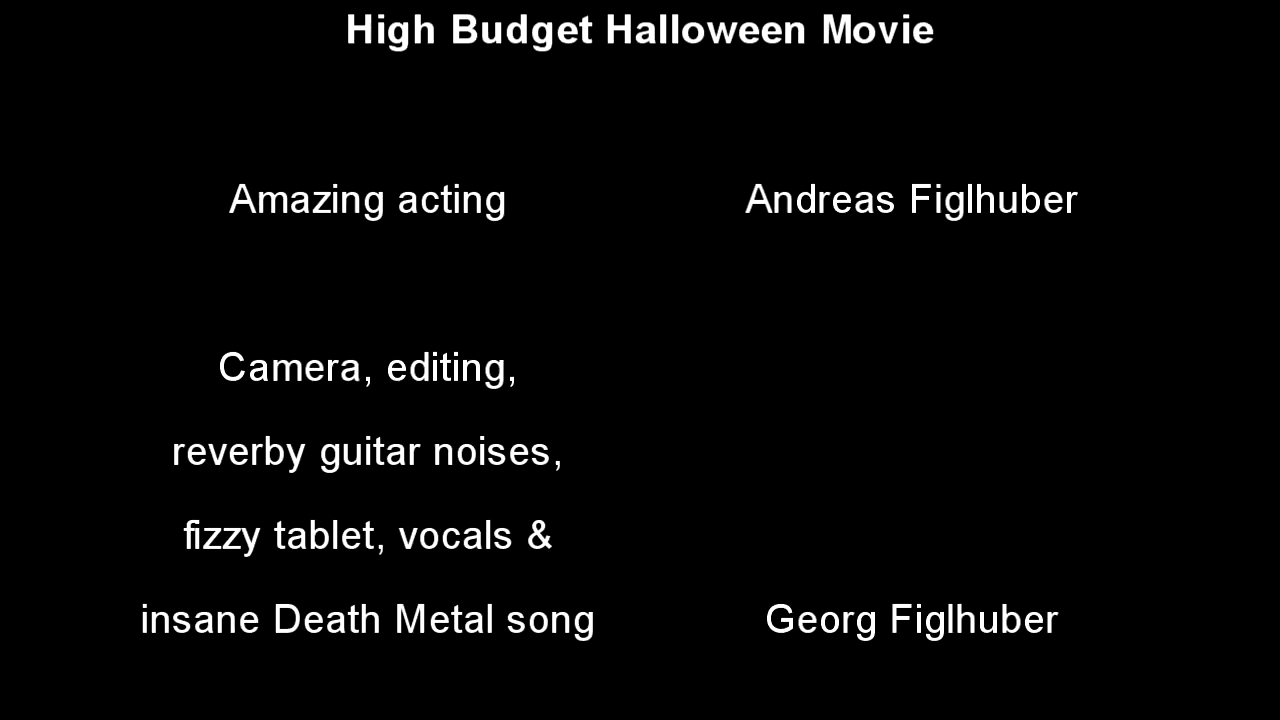 High Budget Halloween Movie
Amazing acting Andreas Figlhuber
Camera, editing,
reverby guitar noises,
fizzy tablet, vocals &
insane Death Metal song Georg Figlhuber